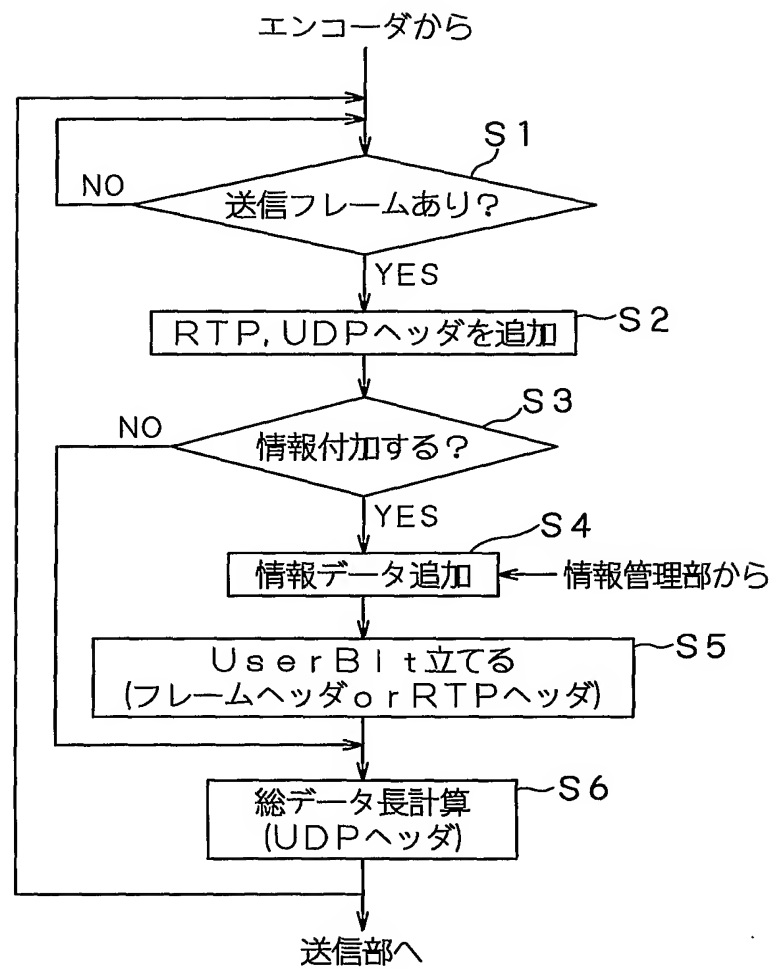 エンコーダから
S1
送信フレームあり?
NO
YES
S2
RTP,UDPヘッダを追加
S3
NO
情報付加する?
YES
S4
情報データ追加
情報管理部から
S5
UserBIt立てる
(フレームヘッダorRTPヘッダ)
S6
総データ長計算
(UDPヘッダ)
送信部へ